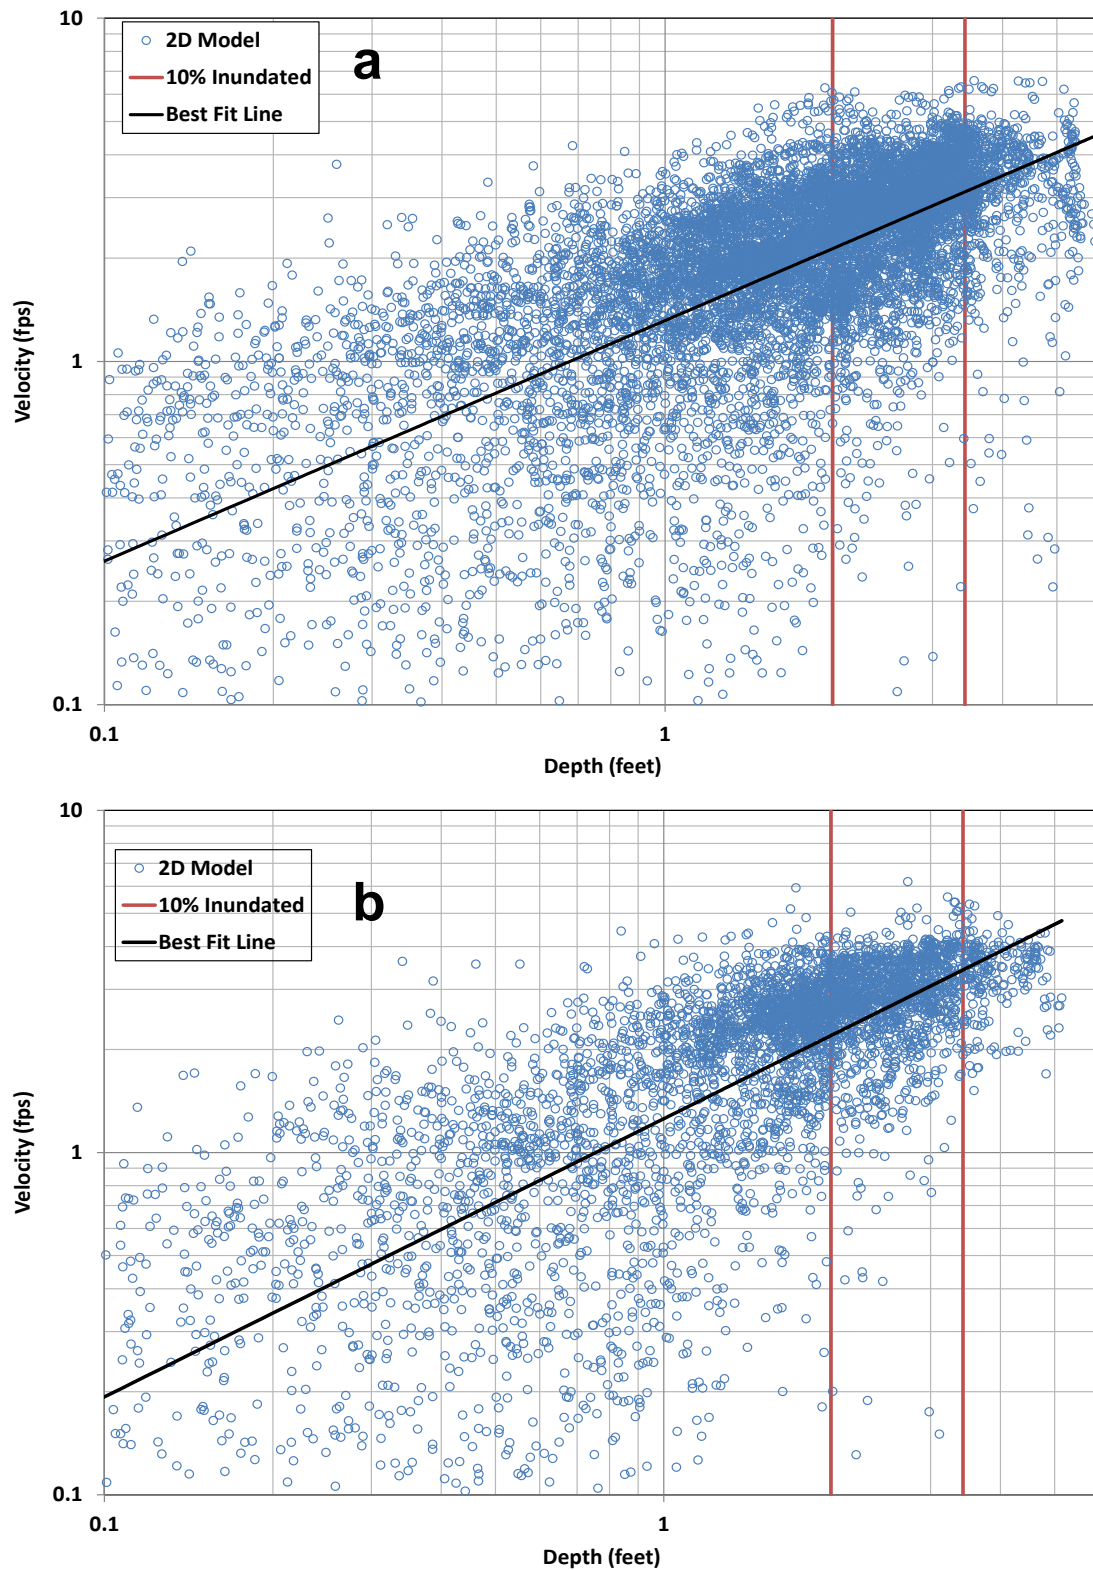 10
2D Model
10% Inundated
Best Fit Line
a
Velocity (fps)
1
0.1
0.1
1
Depth (feet)
10
2D Model
10% Inundated
Best Fit Line
b
Velocity (fps)
1
0.1
0.1
1
Depth (feet)